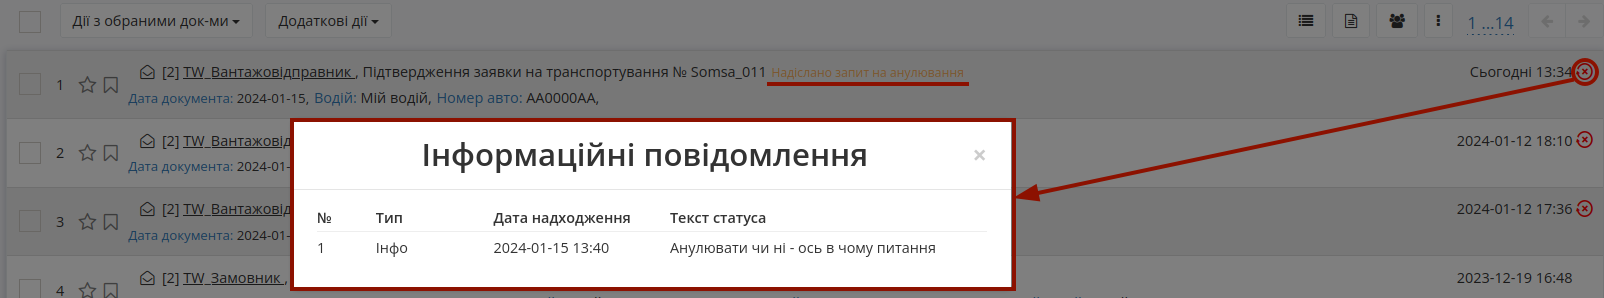 Дії з обраними док-ми Додаткові дії 1 ...14
1 [2] TW_Вантажовідправник , Підтвердження заявки на транспортування № Somsa_011 Надіслано запит на анулювання Сьогодні 13:34
Дата документа: 2024-01-15, Водій: Мій водій, Номер авто: АА0000АА,
2 [2] TW_Вантажовід 2024-01-12 18:10
Дата документа: 2024-01-
3 [2] TW_Вантажовід 2024-01-12 17:36
Дата документа: 2024-01-
4 [2] TW_Замовник , 2023-12-19 16:48
Інформаційні повідомлення ×
№ Тип Дата надходження Текст статуса
1 Інфо 2024-01-15 13:40 Анулювати чи ні - ось в чому питання